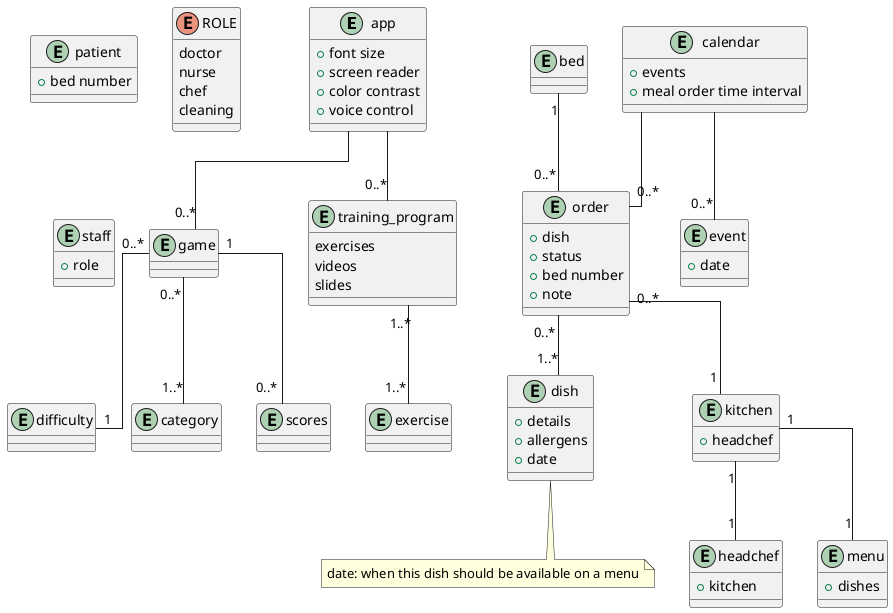 E patient
+ bed number
E ROLE
doctor
nurse
chef
cleaning
E app
+ font size
+ screen reader
+ color contrast
+ voice control
E bed
E calendar
+ events
+ meal order time interval
1
0..*
0..*
0..*
0..*
0..*
E staff
+ role
E game
0..*
1
E training_program
exercises
videos
slides
E order
+ dish
+ status
+ bed number
+ note
E event
+ date
0..*
1..*
0..*
0..*
1
1..*
0..*
1..*
1..*
1
E difficulty
E category
E scores
E exercise
E dish
+ details
+ allergens
+ date
E kitchen
+ headchef
1
1
1
1
date: when this dish should be available on a menu
E headchef
+ kitchen
E menu
+ dishes